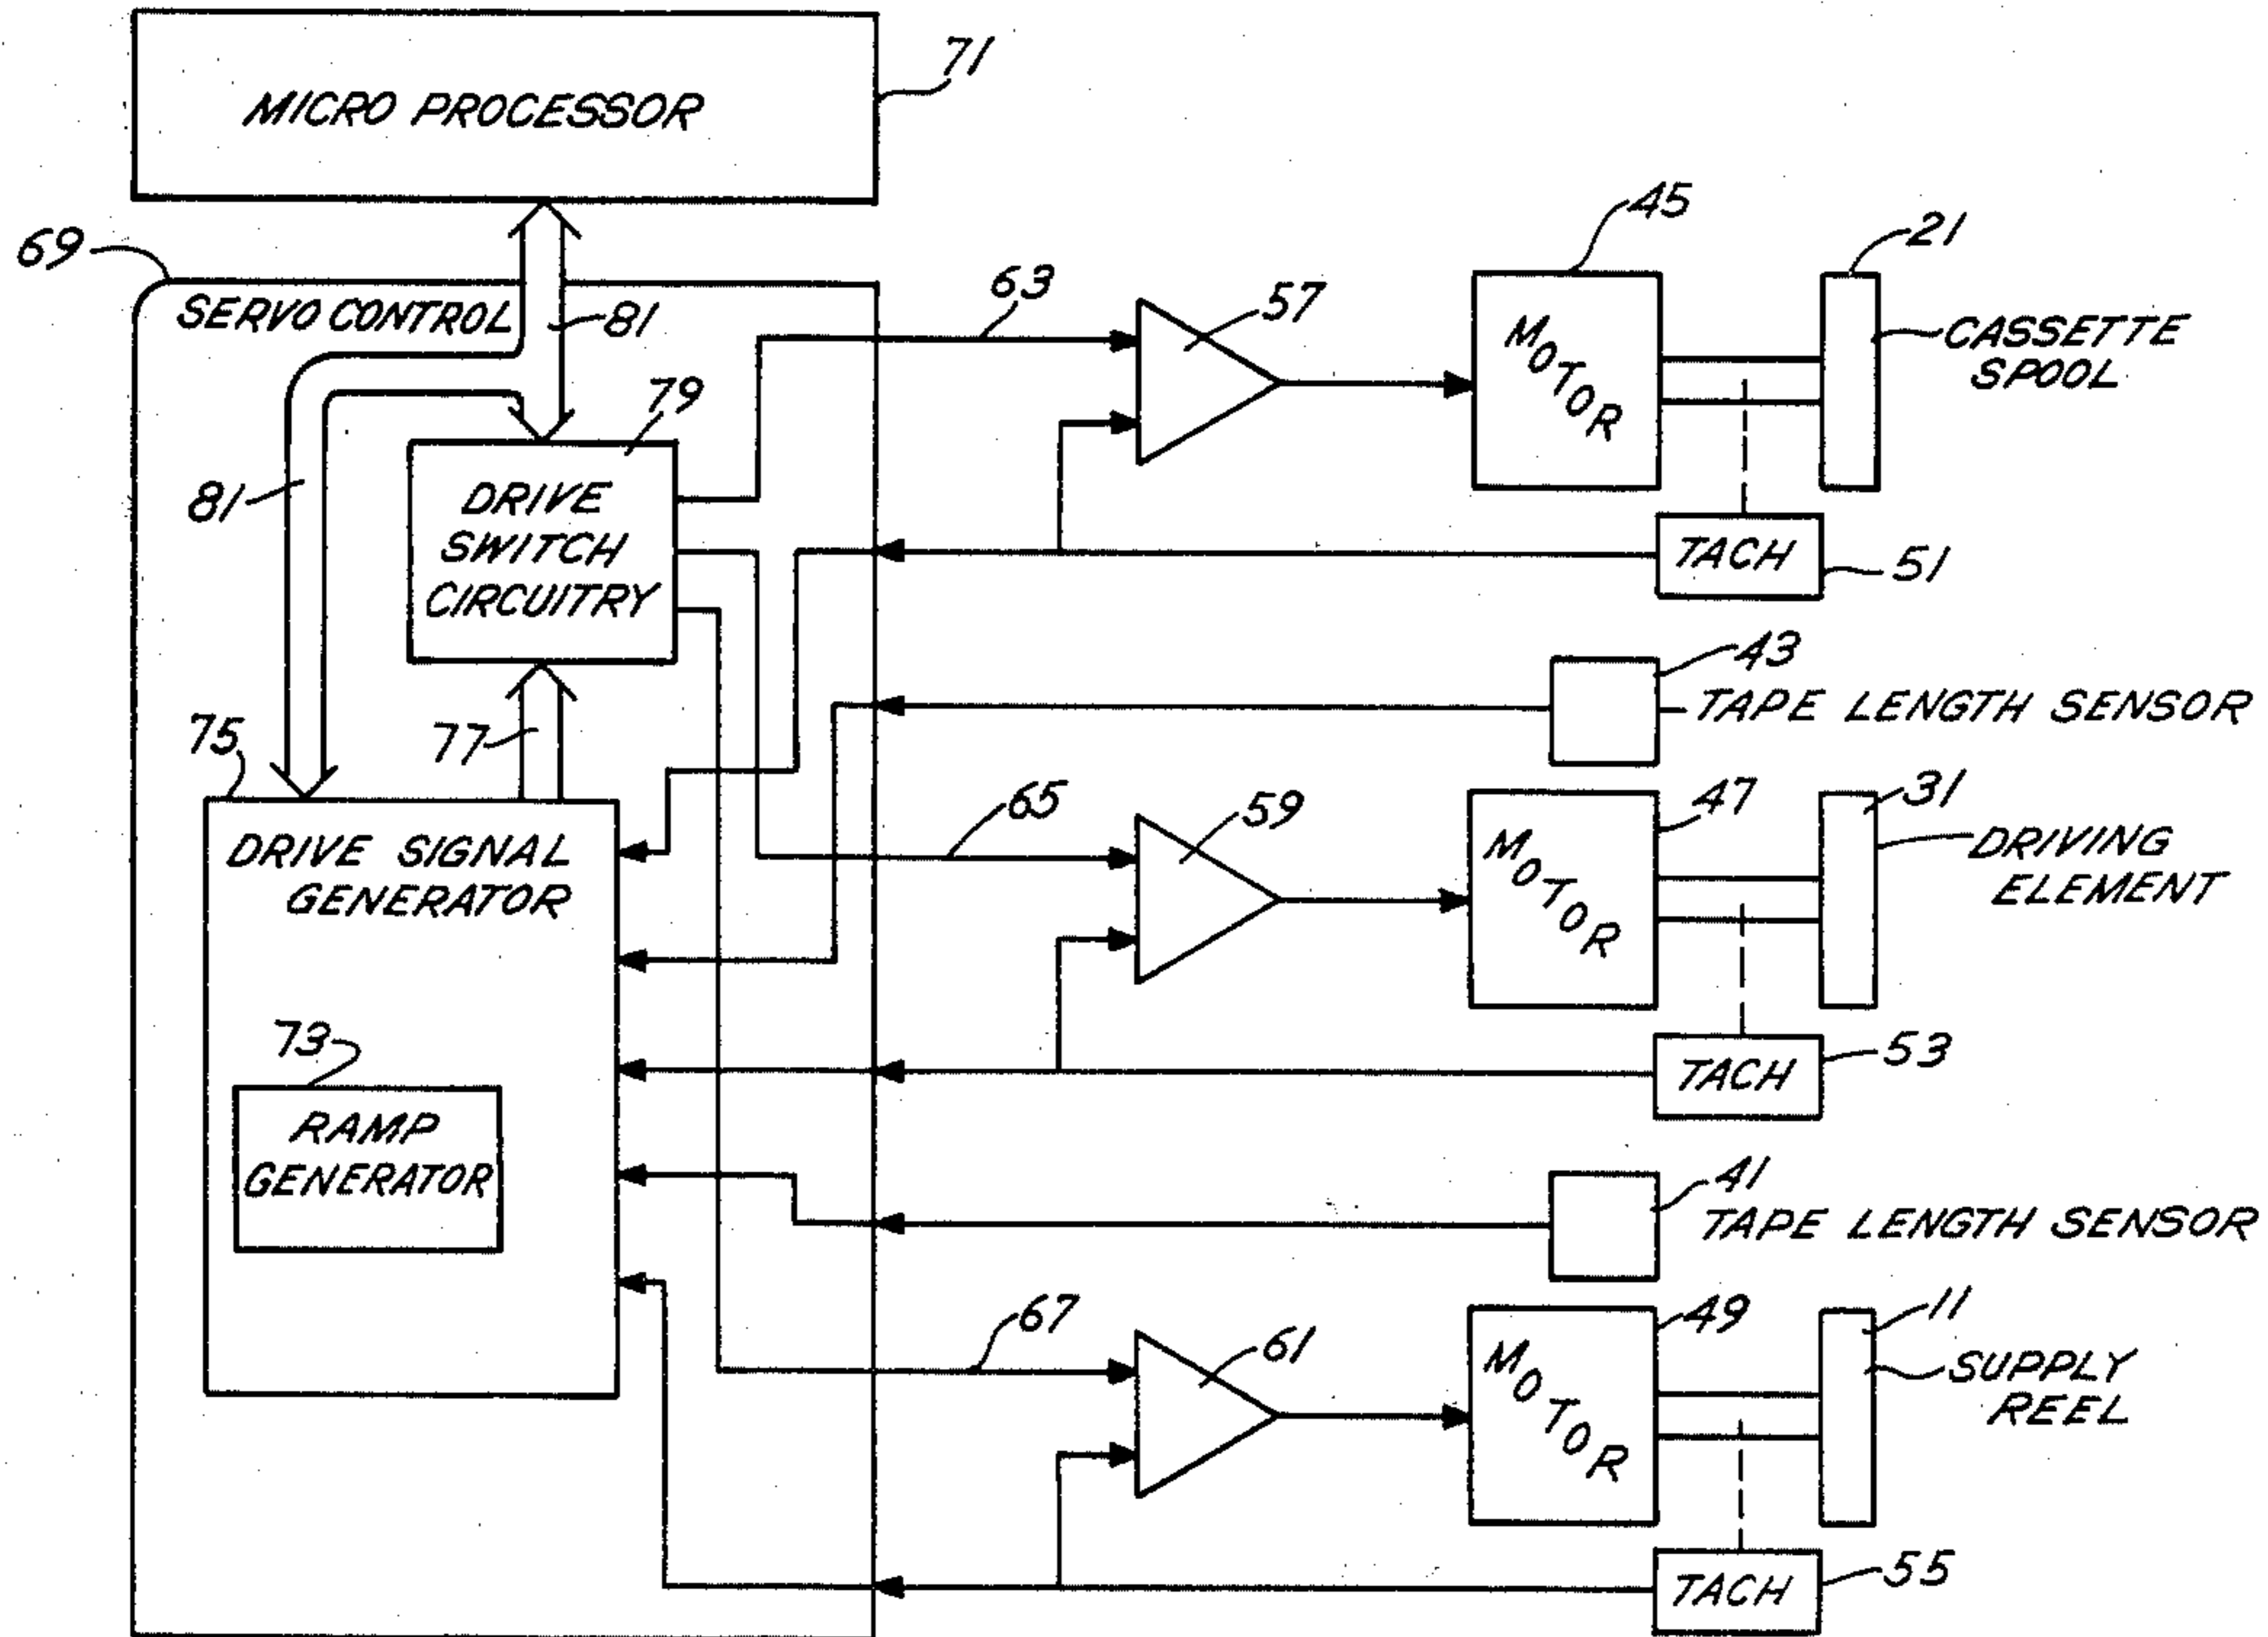 MICRO PROCESSOR
71
69
SERVO CONTROL
81
63
57
45
MOTOR
21
CASSETTE
SPOOL
79
DRIVE
SWITCH
CIRCUITRY
81
TACH
51
43
TAPE LENGTH SENSOR
77
75
DRIVE SIGNAL
GENERATOR
65
59
47
MOTOR
31
DRIVING
ELEMENT
73
RAMP
GENERATOR
TACH
53
41
TAPE LENGTH SENSOR
67
61
49
MOTOR
11
SUPPLY
REEL
TACH
55